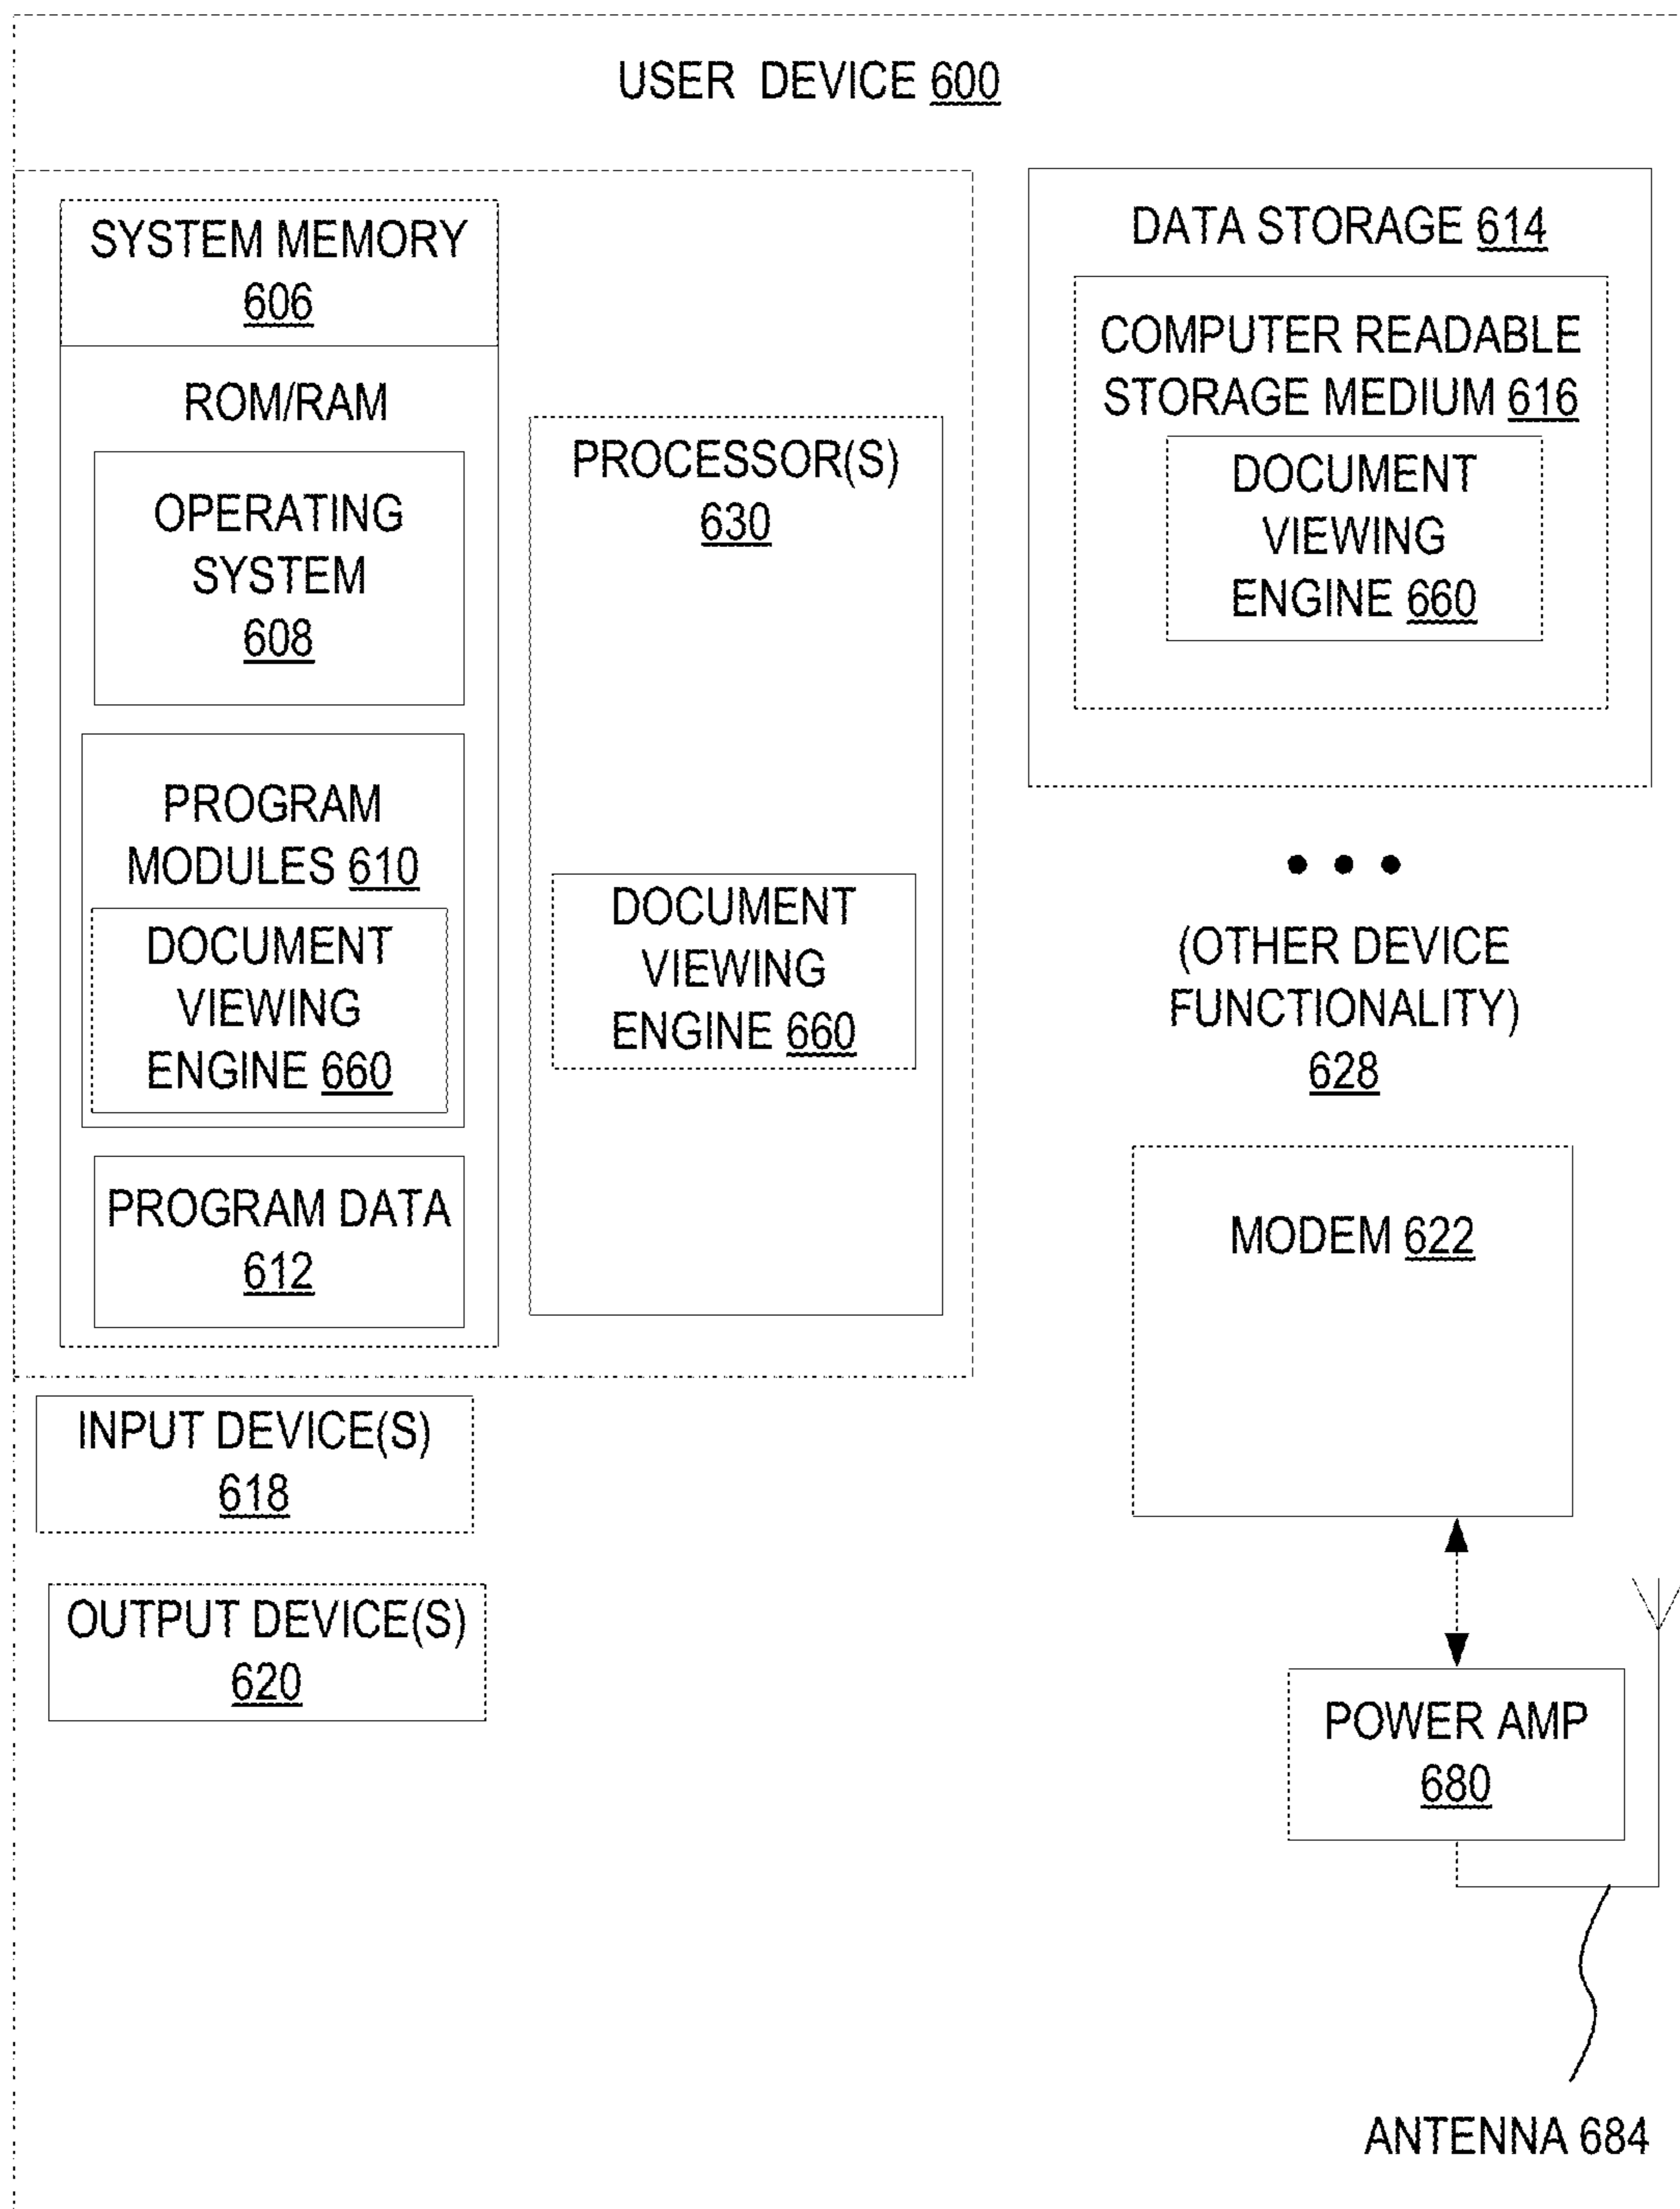 USER DEVICE 600
SYSTEM MEMORY
606
ROM/RAM
OPERATING
SYSTEM
608
PROGRAM
MODULES 610
DOCUMENT
VIEWING
ENGINE 660
PROGRAM DATA
612
PROCESSOR(S)
630
DOCUMENT
VIEWING
ENGINE 660
DATA STORAGE 614
COMPUTER READABLE
STORAGE MEDIUM 616
DOCUMENT
VIEWING
ENGINE 660
(OTHER DEVICE
FUNCTIONALITY)
628
MODEM 622
INPUT DEVICE(S)
618
OUTPUT DEVICE(S)
620
POWER AMP
680
ANTENNA 684